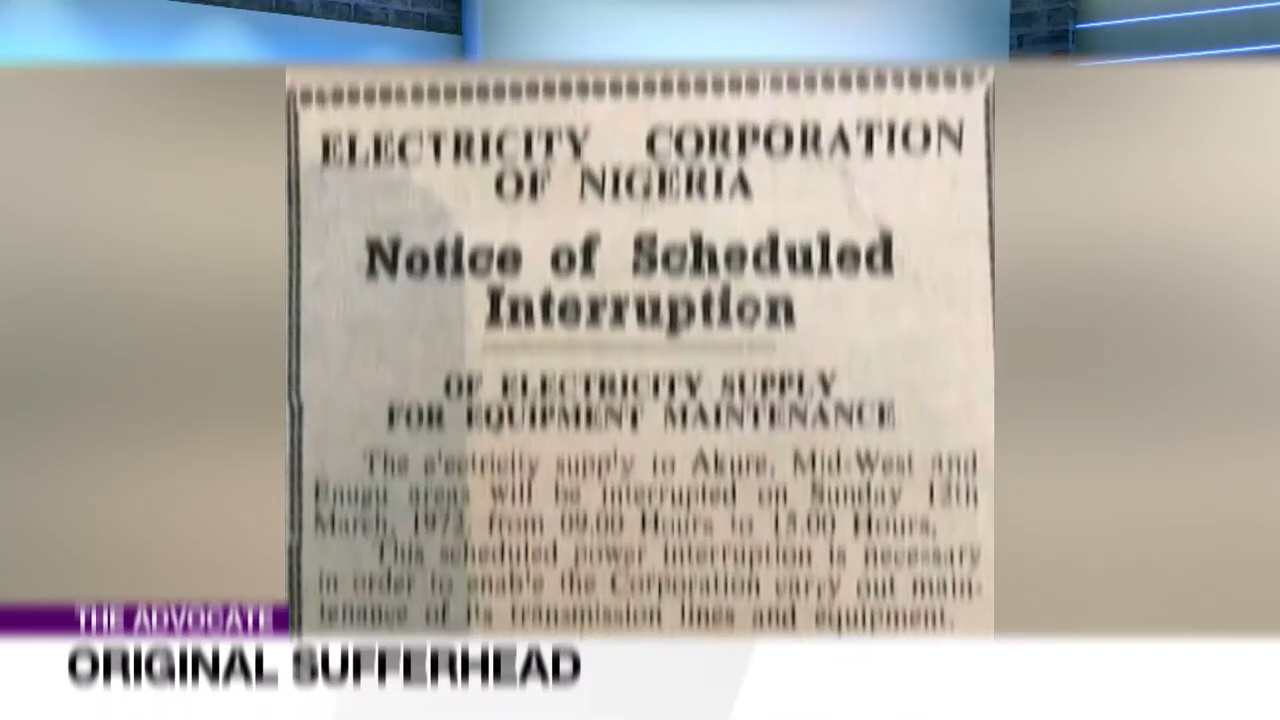 ELECTRICITY CORPORATION
OF NIGERIA
Notice of Scheduled
Interruption
OF ELECTRICITY SUPPLY
FOR EQUIPMENT MAINTENANCE
The electricity supply to Akure, Mid-West and
Enugu areas will be interrupted on Sunday 12th
March, 1972 from 09.00 Hours to 15.00 Hours.
This scheduled power interruption is necessary
in order to enable the Corporation carry out main-
tenance of its transmission lines and equipment.
THE ADVOCATE
ORIGINAL SUFFERHEAD